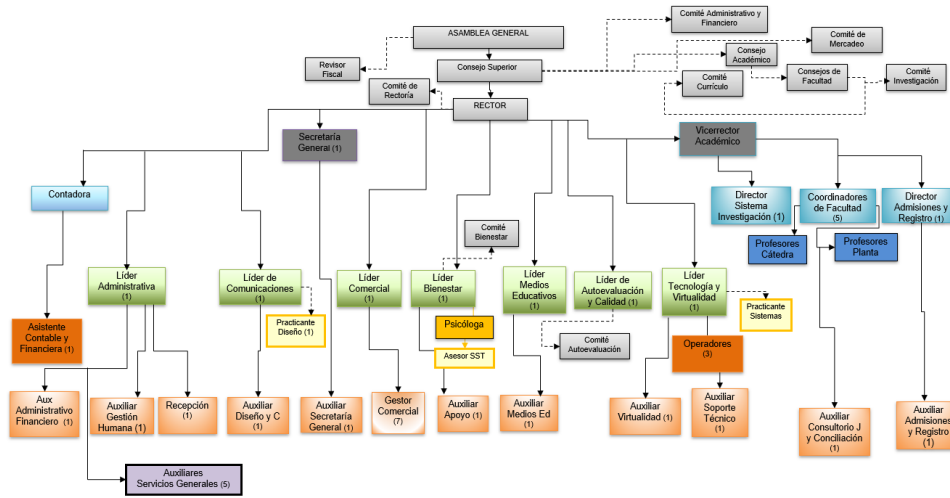 ASAMBLEA GENERAL
Comité Administrativo y
Financiero
Comité de
Mercadeo
Revisor
Fiscal
Consejo Superior
Consejo
Académico
Comité de
Rectoría
Comité
Currículo
Consejos de
Facultad
Comité
Investigación
RECTOR
Secretaría
General (1)
Vicerrector
Académico
Contadora
Director
Sistema
Investigación (1)
Coordinadores
de Facultad
(5)
Director
Admisiones y
Registro (1)
Comité
Bienestar
Profesores
Cátedra
Profesores
Planta
Líder
Administrativa
(1)
Líder de
Comunicaciones
(1)
Líder
Comercial
(1)
Líder
Bienestar
(1)
Líder
Medios
Educativos
(1)
Líder de
Autoevaluación
y Calidad (1)
Líder
Tecnología y
Virtualidad
(1)
Practicante
Sistemas
Asistente
Contable y
Financiera (1)
Practicante
Diseño (1)
Psicóloga
Asesor SST
Comité
Autoevaluación
Operadores
(3)
Aux
Administrativo
Financiero (1)
Auxiliar
Gestión
Humana (1)
Recepción
(1)
Auxiliar
Diseño y C (1)
Auxiliar
Secretaría
General (1)
Gestor
Comercial
(7)
Auxiliar
Apoyo (1)
Auxiliar
Medios Ed
(1)
Auxiliar
Virtualidad (1)
Auxiliar
Soporte
Técnico
(1)
Auxiliar
Consultorio J
y Conciliación
(1)
Auxiliar
Admisiones
y Registro
(1)
Auxiliares
Servicios Generales (5)